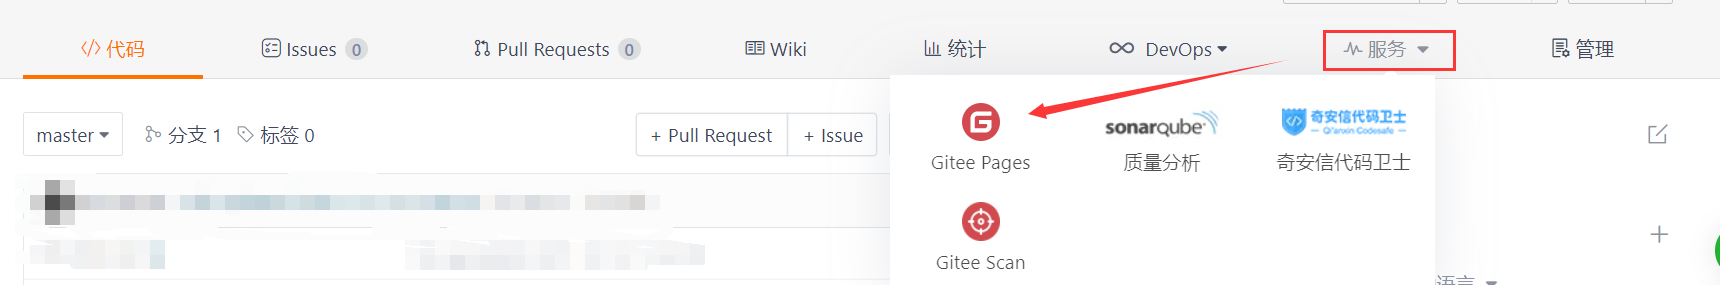 代码 Issues 0 Pull Requests 0 Wiki 统计 DevOps 服务 管理
master 分支 1 标签 0 + Pull Request + Issue
G sonarqube 奇安信代码卫士
Qi'anxin Codesafe
Gitee Pages 质量分析 奇安信代码卫士
Gitee Scan
语言